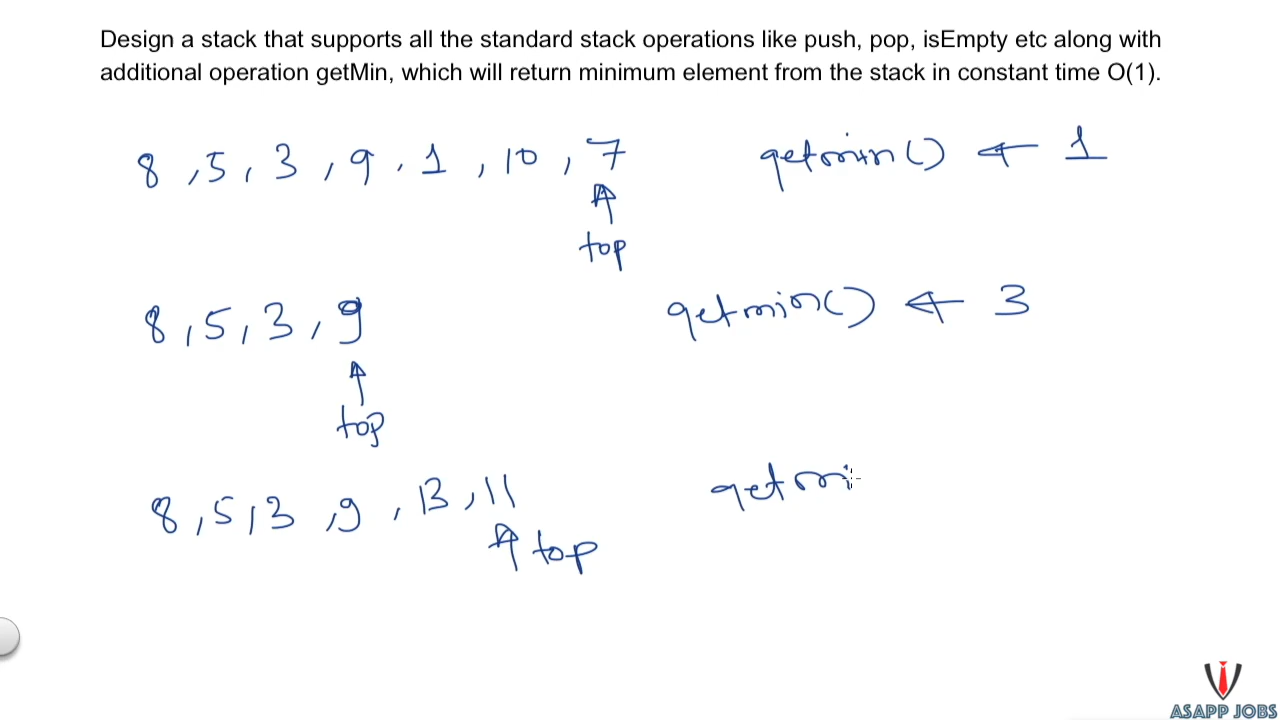 Design a stack that supports all the standard stack operations like push, pop, isEmpty etc along with
additional operation getMin, which will return minimum element from the stack in constant time O(1).
8 , 5 , 3 , 9 , 1 , 10 , 7 getmin() ← 1
top
8 , 5 , 3 , 9 getmin() ← 3
top
8 , 5 , 3 , 9 , 13 , 11 getmi
top
ASAPP JOBS